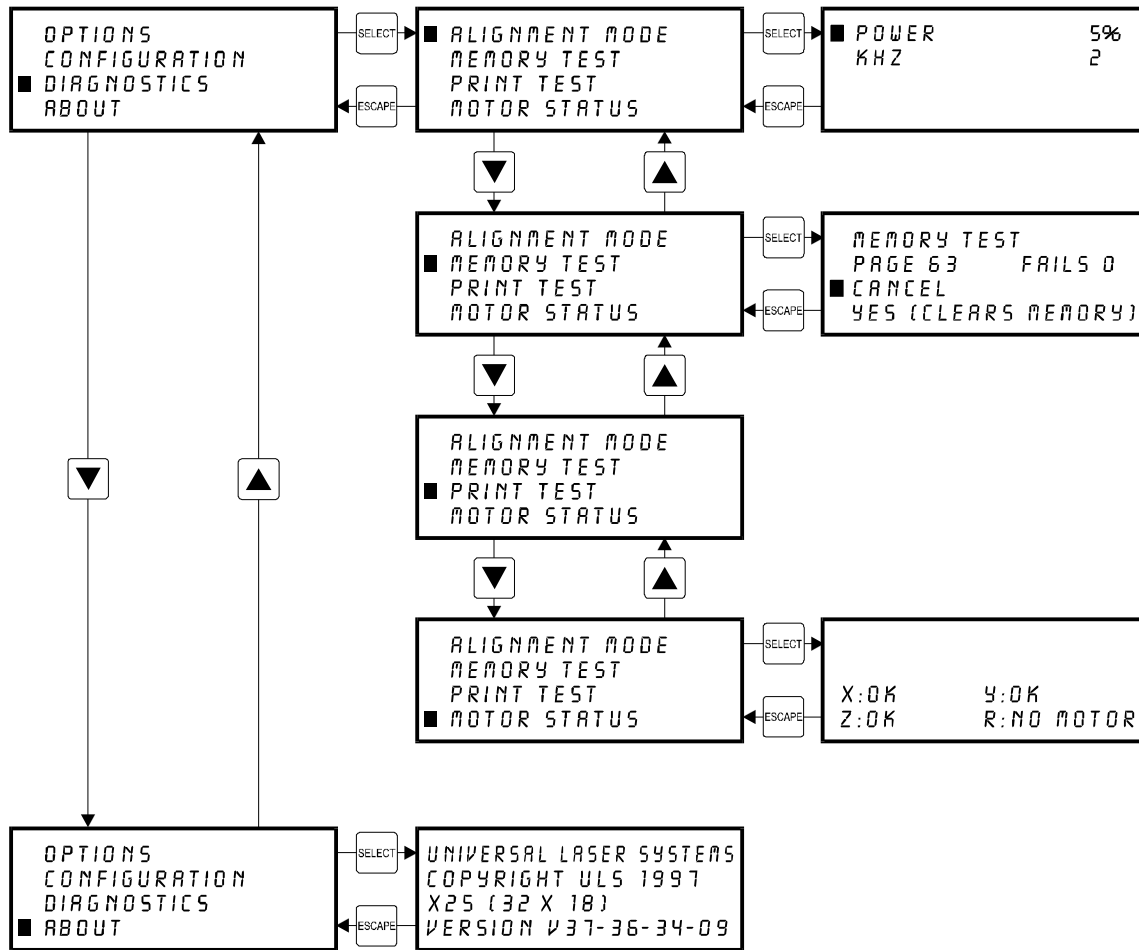 OPTIONS
CONFIGURATION
DIAGNOSTICS
ABOUT
SELECT
ESCAPE
ALIGNMENT MODE
MEMORY TEST
PRINT TEST
MOTOR STATUS
SELECT
ESCAPE
POWER 5%
KHZ 2
ALIGNMENT MODE
MEMORY TEST
PRINT TEST
MOTOR STATUS
SELECT
ESCAPE
MEMORY TEST
PAGE 63 FAILS 0
CANCEL
YES (CLEARS MEMORY)
ALIGNMENT MODE
MEMORY TEST
PRINT TEST
MOTOR STATUS
ALIGNMENT MODE
MEMORY TEST
PRINT TEST
MOTOR STATUS
SELECT
ESCAPE
X:OK Y:OK
Z:OK R:NO MOTOR
OPTIONS
CONFIGURATION
DIAGNOSTICS
ABOUT
SELECT
ESCAPE
UNIVERSAL LASER SYSTEMS
COPYRIGHT ULS 1997
X25 (32 X 18)
VERSION V37-36-34-09